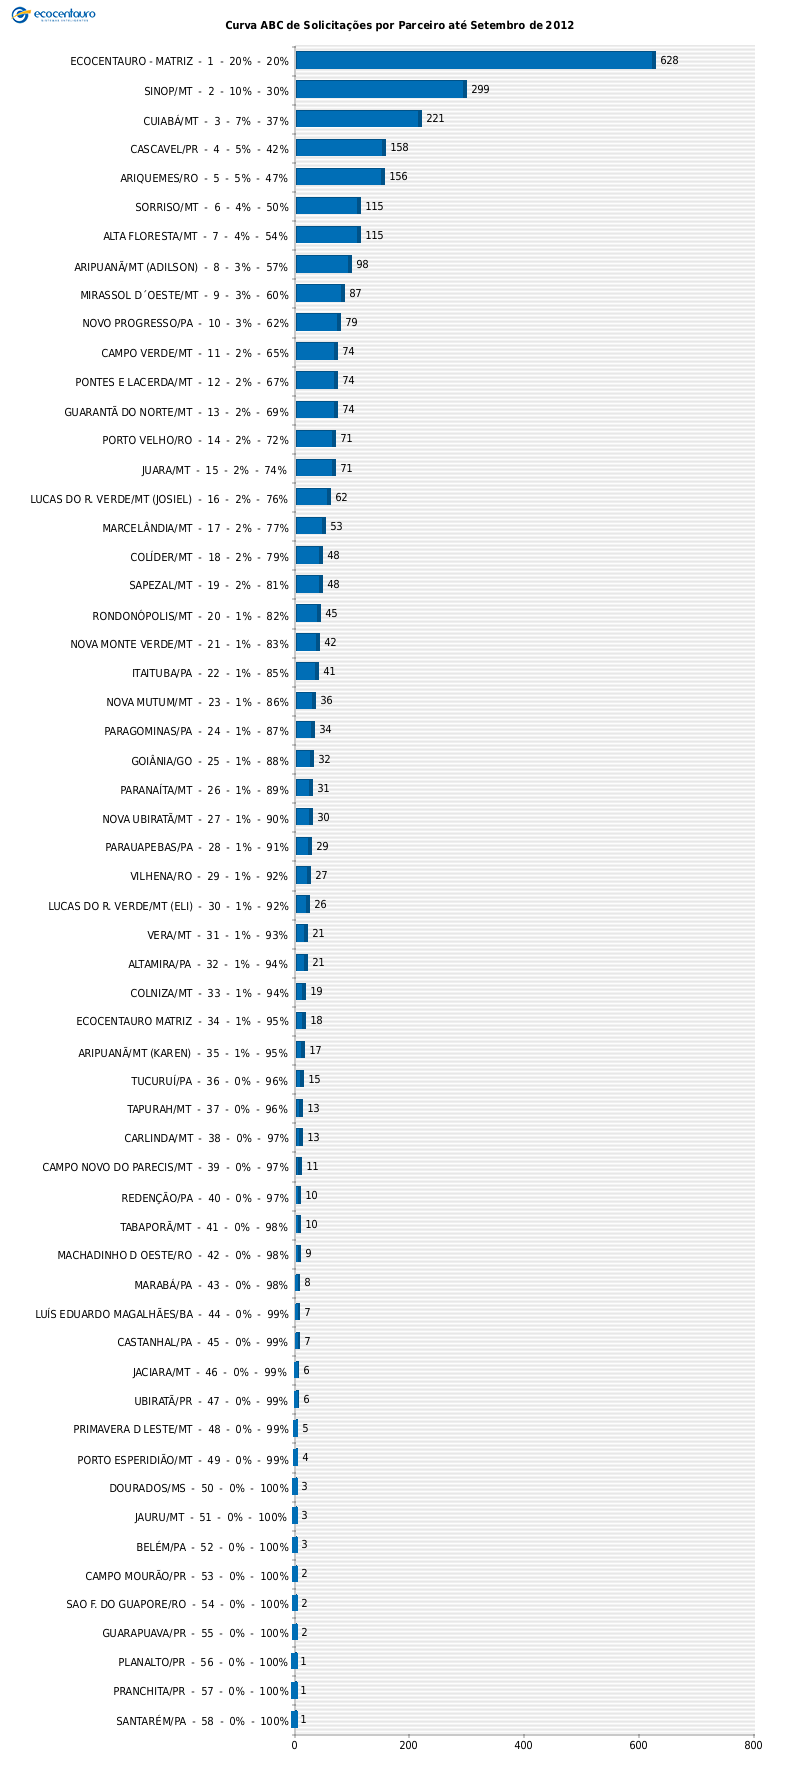 ecocentauro
Curva ABC de Solicitações por Parceiro até Setembro de 2012
ECOCENTAURO - MATRIZ - 1 - 20% - 20% 628
SINOP/MT - 2 - 10% - 30% 299
CUIABÁ/MT - 3 - 7% - 37% 221
CASCAVEL/PR - 4 - 5% - 42% 158
ARIQUEMES/RO - 5 - 5% - 47% 156
SORRISO/MT - 6 - 4% - 50% 115
ALTA FLORESTA/MT - 7 - 4% - 54% 115
ARIPUANÃ/MT (ADILSON) - 8 - 3% - 57% 98
MIRASSOL D´OESTE/MT - 9 - 3% - 60% 87
NOVO PROGRESSO/PA - 10 - 3% - 62% 79
CAMPO VERDE/MT - 11 - 2% - 65% 74
PONTES E LACERDA/MT - 12 - 2% - 67% 74
GUARANTÃ DO NORTE/MT - 13 - 2% - 69% 74
PORTO VELHO/RO - 14 - 2% - 72% 71
JUARA/MT - 15 - 2% - 74% 71
LUCAS DO R. VERDE/MT (JOSIEL) - 16 - 2% - 76% 62
MARCELÂNDIA/MT - 17 - 2% - 77% 53
COLÍDER/MT - 18 - 2% - 79% 48
SAPEZAL/MT - 19 - 2% - 81% 48
RONDONÓPOLIS/MT - 20 - 1% - 82% 45
NOVA MONTE VERDE/MT - 21 - 1% - 83% 42
ITAITUBA/PA - 22 - 1% - 85% 41
NOVA MUTUM/MT - 23 - 1% - 86% 36
PARAGOMINAS/PA - 24 - 1% - 87% 34
GOIÂNIA/GO - 25 - 1% - 88% 32
PARANAÍTA/MT - 26 - 1% - 89% 31
NOVA UBIRATÃ/MT - 27 - 1% - 90% 30
PARAUAPEBAS/PA - 28 - 1% - 91% 29
VILHENA/RO - 29 - 1% - 92% 27
LUCAS DO R. VERDE/MT (ELI) - 30 - 1% - 92% 26
VERA/MT - 31 - 1% - 93% 21
ALTAMIRA/PA - 32 - 1% - 94% 21
COLNIZA/MT - 33 - 1% - 94% 19
ECOCENTAURO MATRIZ - 34 - 1% - 95% 18
ARIPUANÃ/MT (KAREN) - 35 - 1% - 95% 17
TUCURUÍ/PA - 36 - 0% - 96% 15
TAPURAH/MT - 37 - 0% - 96% 13
CARLINDA/MT - 38 - 0% - 97% 13
CAMPO NOVO DO PARECIS/MT - 39 - 0% - 97% 11
REDENÇÃO/PA - 40 - 0% - 97% 10
TABAPORÃ/MT - 41 - 0% - 98% 10
MACHADINHO D OESTE/RO - 42 - 0% - 98% 9
MARABÁ/PA - 43 - 0% - 98% 8
LUÍS EDUARDO MAGALHÃES/BA - 44 - 0% - 99% 7
CASTANHAL/PA - 45 - 0% - 99% 7
JACIARA/MT - 46 - 0% - 99% 6
UBIRATÃ/PR - 47 - 0% - 99% 6
PRIMAVERA D LESTE/MT - 48 - 0% - 99% 5
PORTO ESPERIDIÃO/MT - 49 - 0% - 99% 4
DOURADOS/MS - 50 - 0% - 100% 3
JAURU/MT - 51 - 0% - 100% 3
BELÉM/PA - 52 - 0% - 100% 3
CAMPO MOURÃO/PR - 53 - 0% - 100% 2
SAO F. DO GUAPORE/RO - 54 - 0% - 100% 2
GUARAPUAVA/PR - 55 - 0% - 100% 2
PLANALTO/PR - 56 - 0% - 100% 1
PRANCHITA/PR - 57 - 0% - 100% 1
SANTARÉM/PA - 58 - 0% - 100% 1
0 200 400 600 800